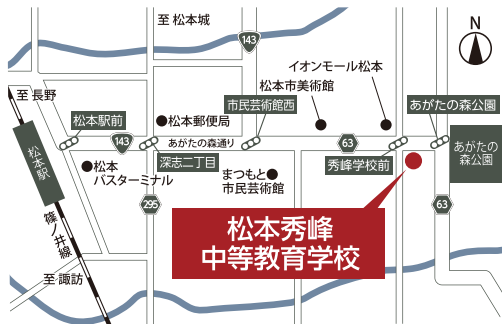 至 松本城
N
143
イオンモール松本
松本市美術館
至 長野
松本駅前
143
松本郵便局
市民芸術館西
あがたの森公園
あがたの森通り
63
松本駅
松本
バスターミナル
深志二丁目
まつもと
市民芸術館
秀峰学校前
あがたの
森公園
295
63
篠ノ井線
松本秀峰
中等教育学校
至 諏訪